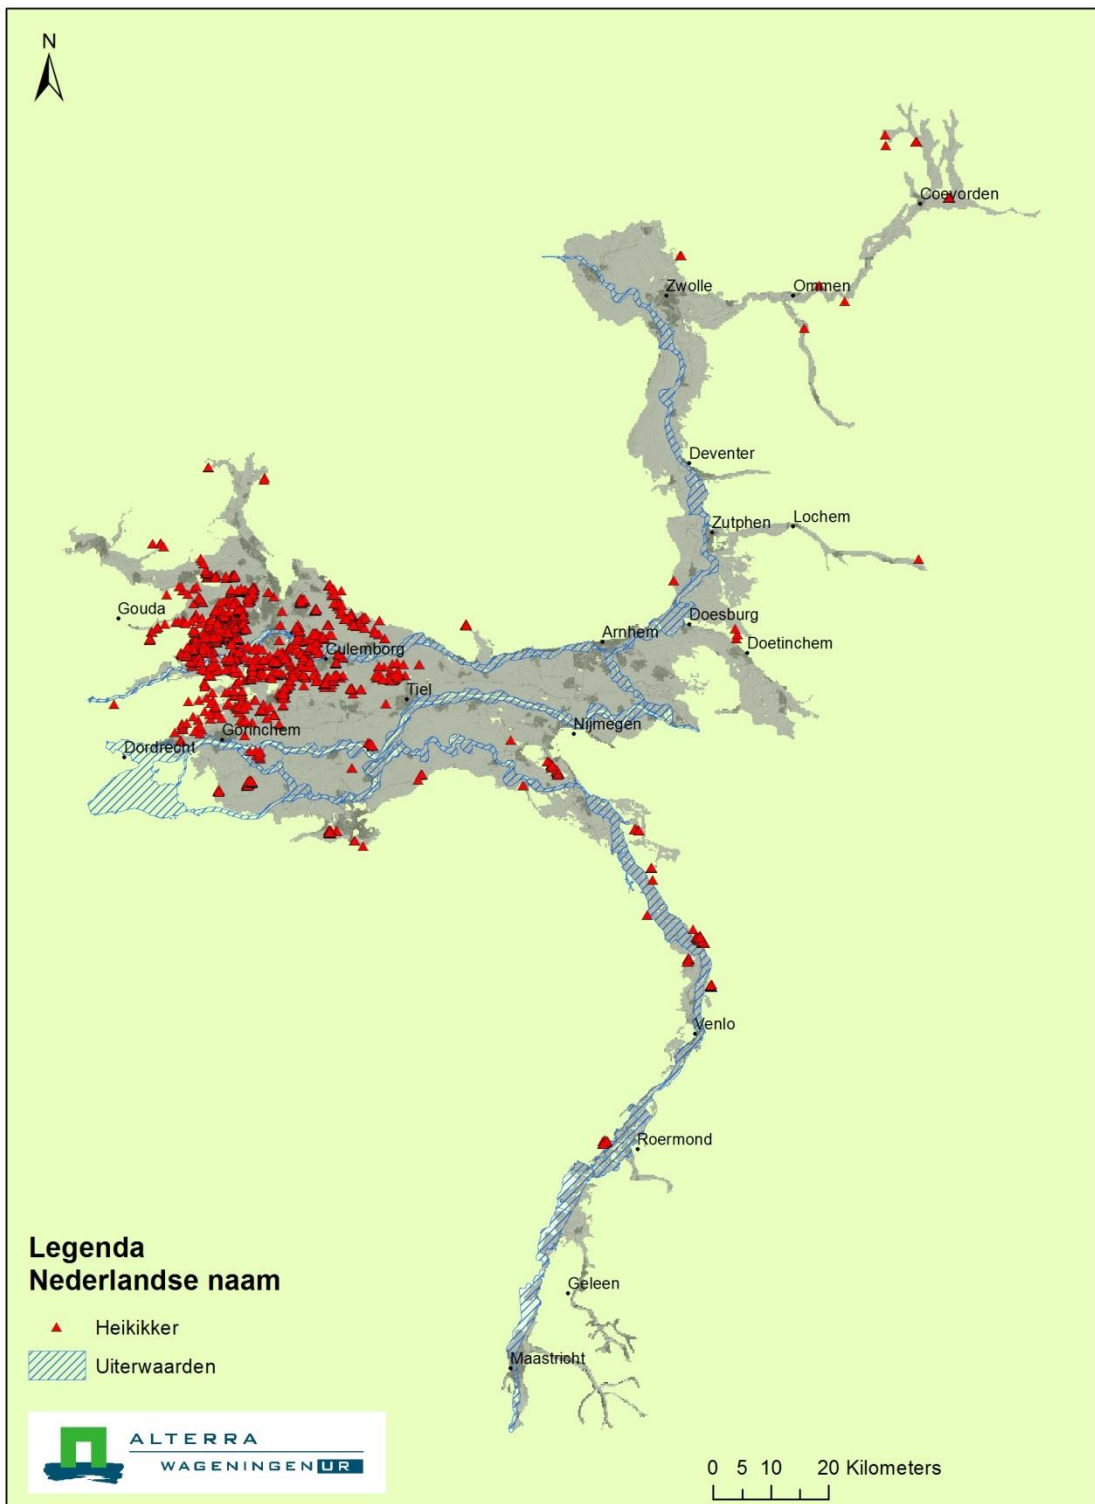 N
Coevorden
Zwolle
Ommen
Deventer
Zutphen
Lochem
Gouda
Doesburg
Arnhem
Doetinchem
Culemborg
Tiel
Nijmegen
Gorinchem
Dordrecht
Venlo
Roermond
Geleen
Maastricht
Legenda
Nederlandse naam
Heikikker
Uiterwaarden
ALTERRA
WAGENINGEN UR
0 5 10 20 Kilometers